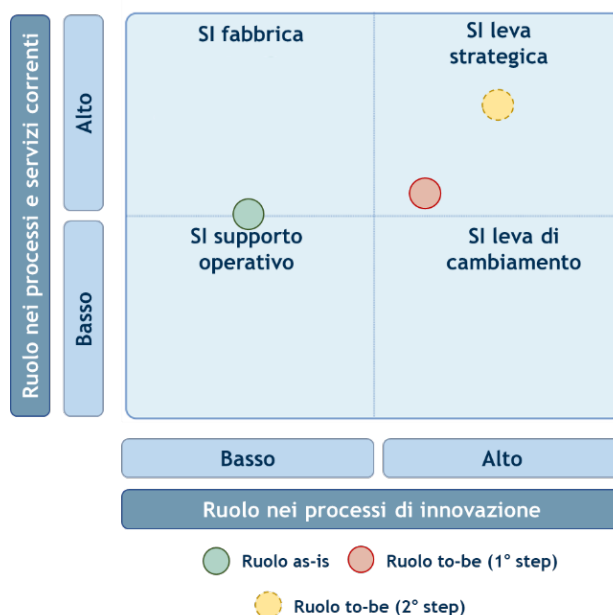 Ruolo nei processi e servizi correnti
Alto
Basso
SI fabbrica
SI leva
strategica
SI supporto
operativo
SI leva di
cambiamento
Basso
Alto
Ruolo nei processi di innovazione
Ruolo as-is
Ruolo to-be (1° step)
Ruolo to-be (2° step)